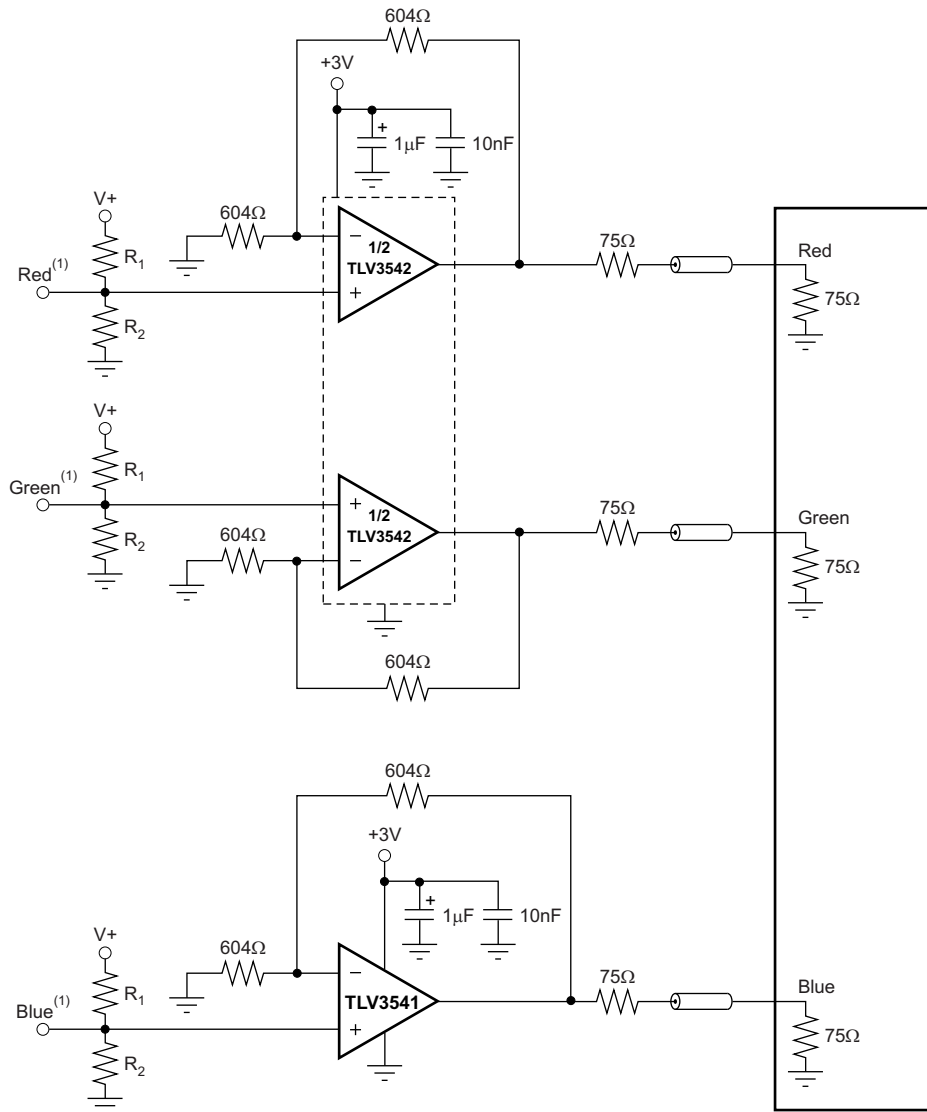 604Ω
+3V
+
1μF
10nF
V+
604Ω
R1
Red(1)
R2
−
1/2
TLV3542
+
75Ω
Red
75Ω
V+
R1
Green(1)
R2
+
1/2
TLV3542
−
604Ω
75Ω
Green
75Ω
604Ω
604Ω
+3V
+
1μF
10nF
V+
604Ω
R1
Blue(1)
R2
−
TLV3541
+
75Ω
Blue
75Ω